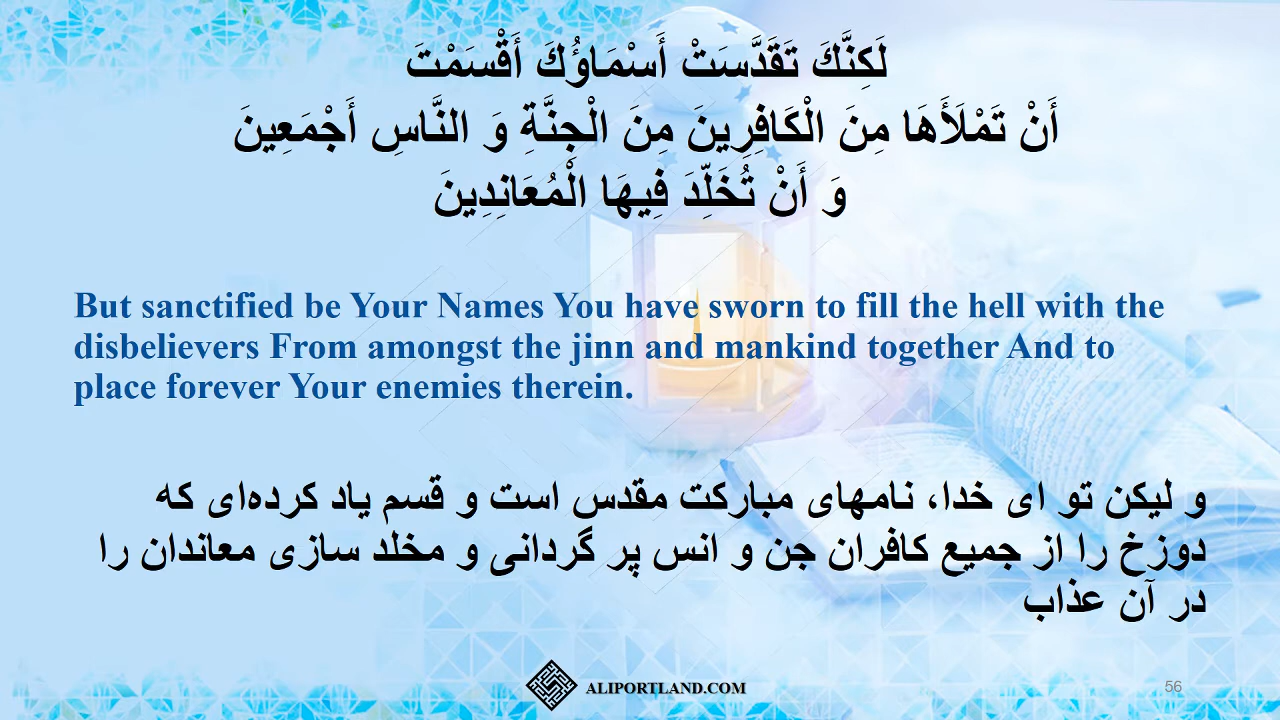 لَكِنَّكَ تَقَدَّسَتْ أَسْمَاؤُكَ أَقْسَمْتَ
أَنْ تَمْلَأَهَا مِنَ الْكَافِرِينَ مِنَ الْجِنَّةِ وَ النَّاسِ أَجْمَعِينَ
وَ أَنْ تُخَلِّدَ فِيهَا الْمُعَانِدِينَ
But sanctified be Your Names You have sworn to fill the hell with the
disbelievers From amongst the jinn and mankind together And to
place forever Your enemies therein.
و لیکن تو ای خدا، نامهای مبارکت مقدس است و قسم یاد کرده‌ای که
دوزخ را از جمیع کافران جن و انس پر گردانی و مخلد سازی معاندان را
در آن عذاب
ALIPORTLAND.COM
56